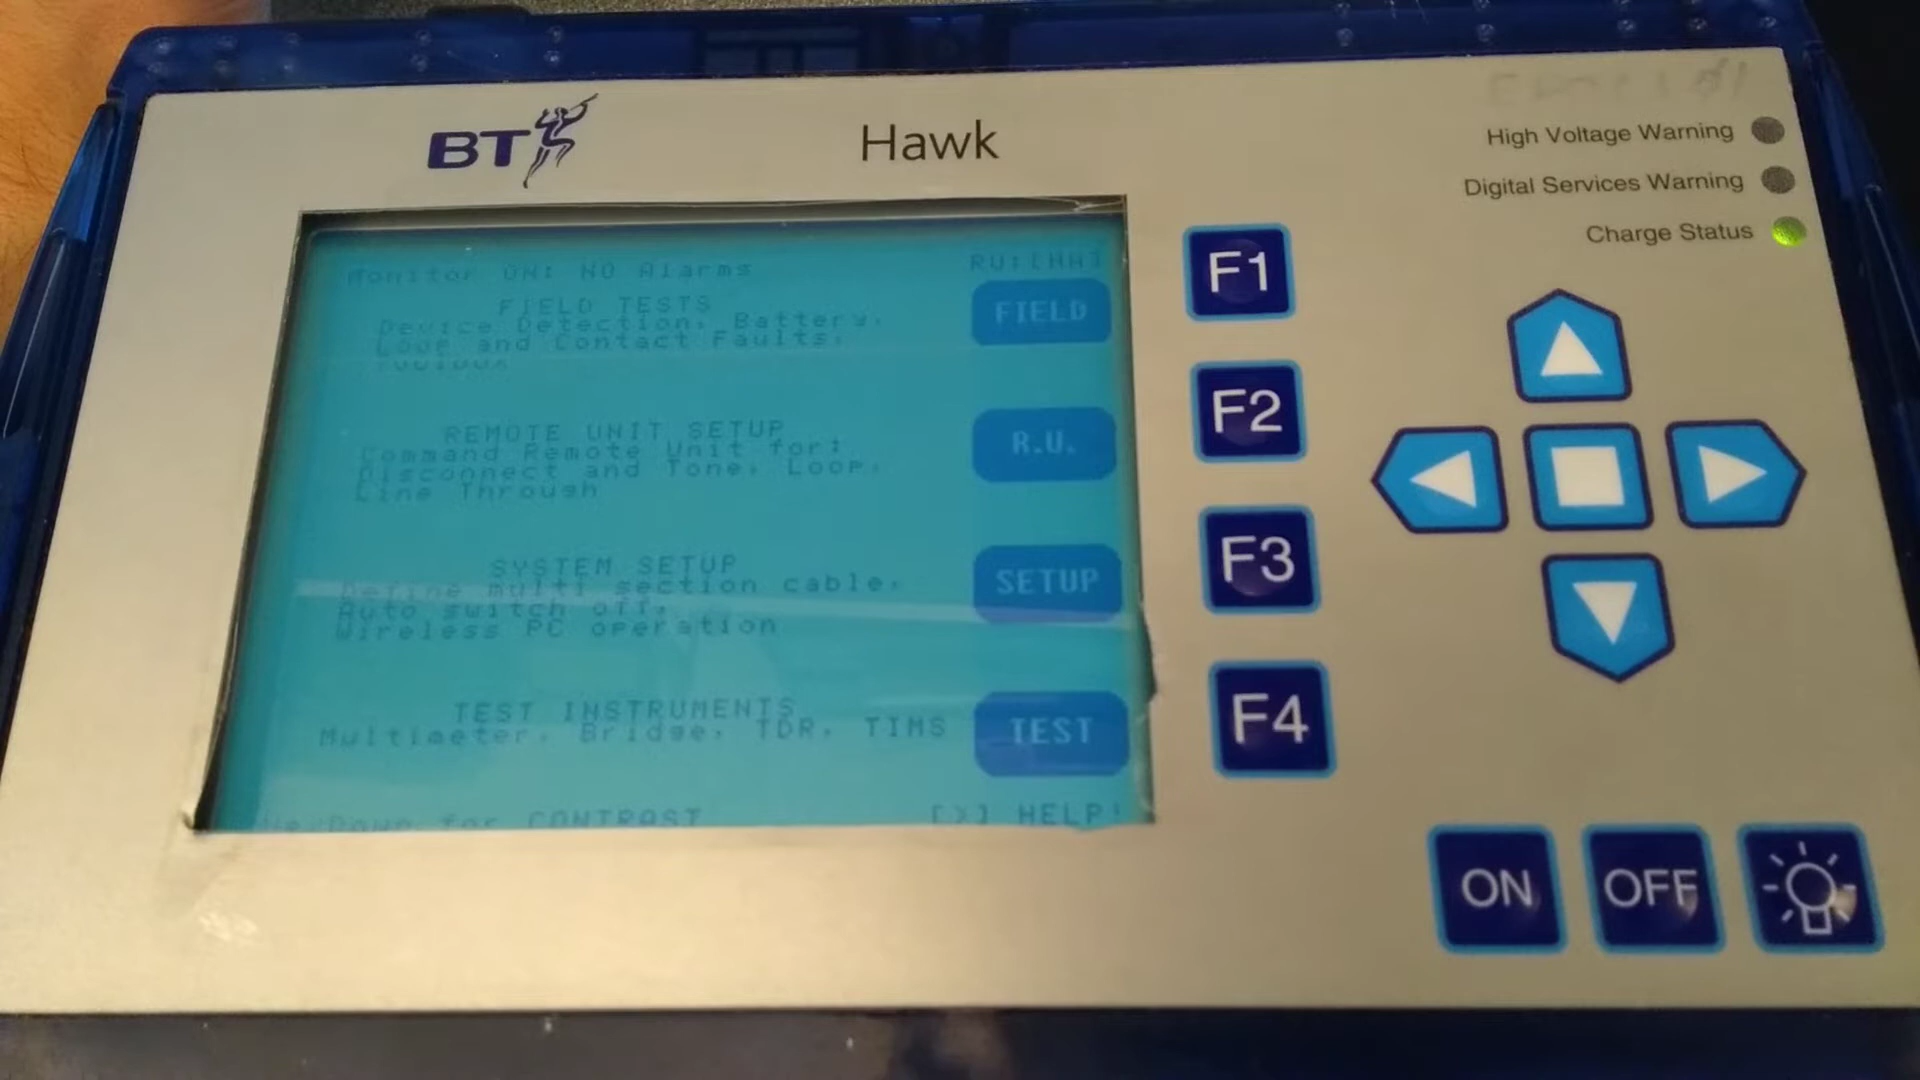 BT
Hawk
High Voltage Warning
Digital Services Warning
Charge Status
Monitor ON: NO Alarms
FIELD TESTS
Device Detection, Battery,
Loop and Contact Faults,
Toolbox
FIELD
REMOTE UNIT SETUP
Command Remote Unit for:
Disconnect and Tone, Loop,
Line Through
R.U.
SYSTEM SETUP
Define multi section cable,
Auto switch off,
Wireless PC operation
SETUP
TEST INSTRUMENTS
Multimeter, Bridge, TDR, TIMS
TEST
Down for CONTRAST
[>] HELP!
F1
F2
F3
F4
ON
OFF